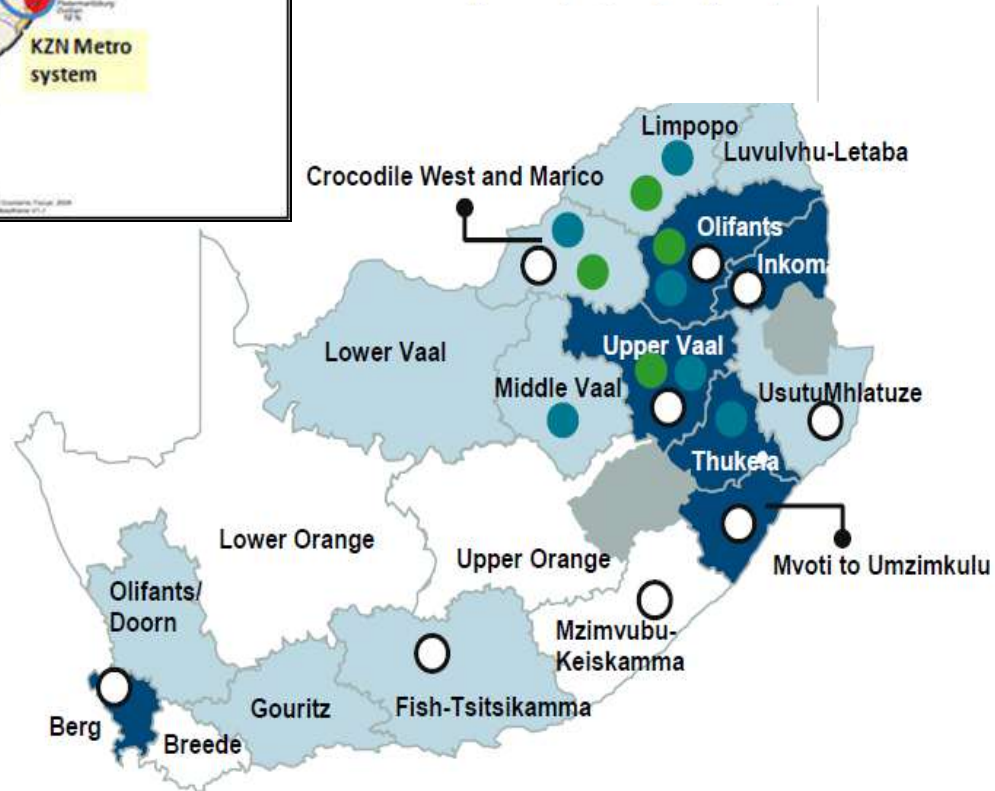 Pietermaritzburg
KZN Metro
system
Limpopo
Luvulvhu-Letaba
Crocodile West and Marico
Olifants
Inkoma
Upper Vaal
Lower Vaal
Middle Vaal
UsutuMhlatuze
Thukela
Lower Orange
Upper Orange
Mvoti to Umzimkulu
Olifants/
Doorn
Mzimvubu-
Keiskamma
Fish-Tsitsikamma
Gouritz
Berg
Breede